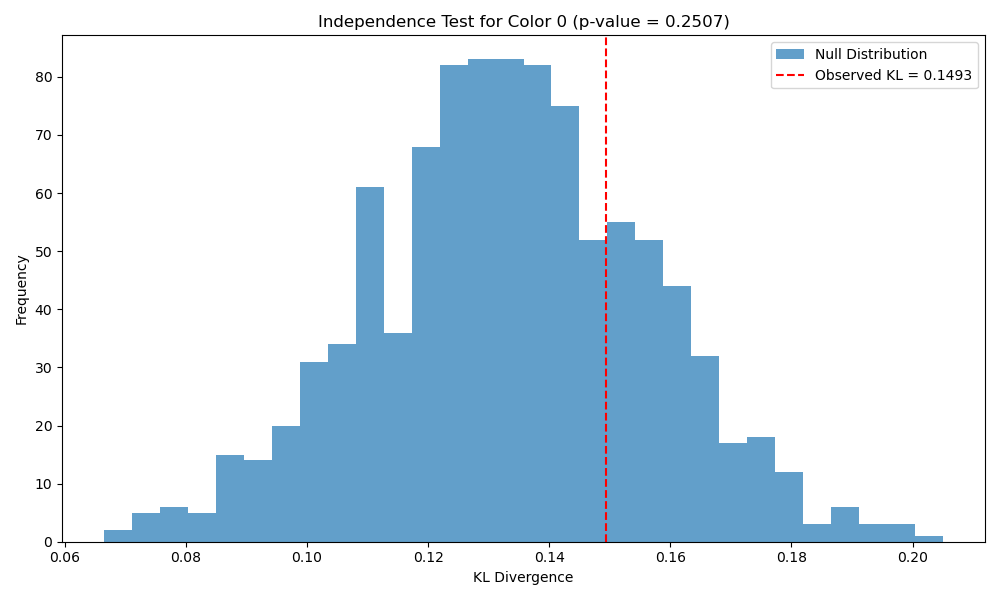 Independence Test for Color 0 (p-value = 0.2507)
Null Distribution
Observed KL = 0.1493
80
70
60
50
40
30
20
10
0
Frequency
0.06 0.08 0.10 0.12 0.14 0.16 0.18 0.20
KL Divergence